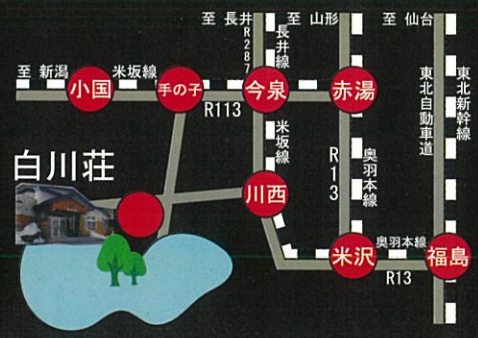 至 長井
至 山形
至 仙台
R287
長井線
至 新潟
米坂線
小国
手の子
今泉
赤湯
R113
東北自動車道
東北新幹線
米坂線
R13
奥羽本線
白川荘
川西
米沢
奥羽本線
福島
R13